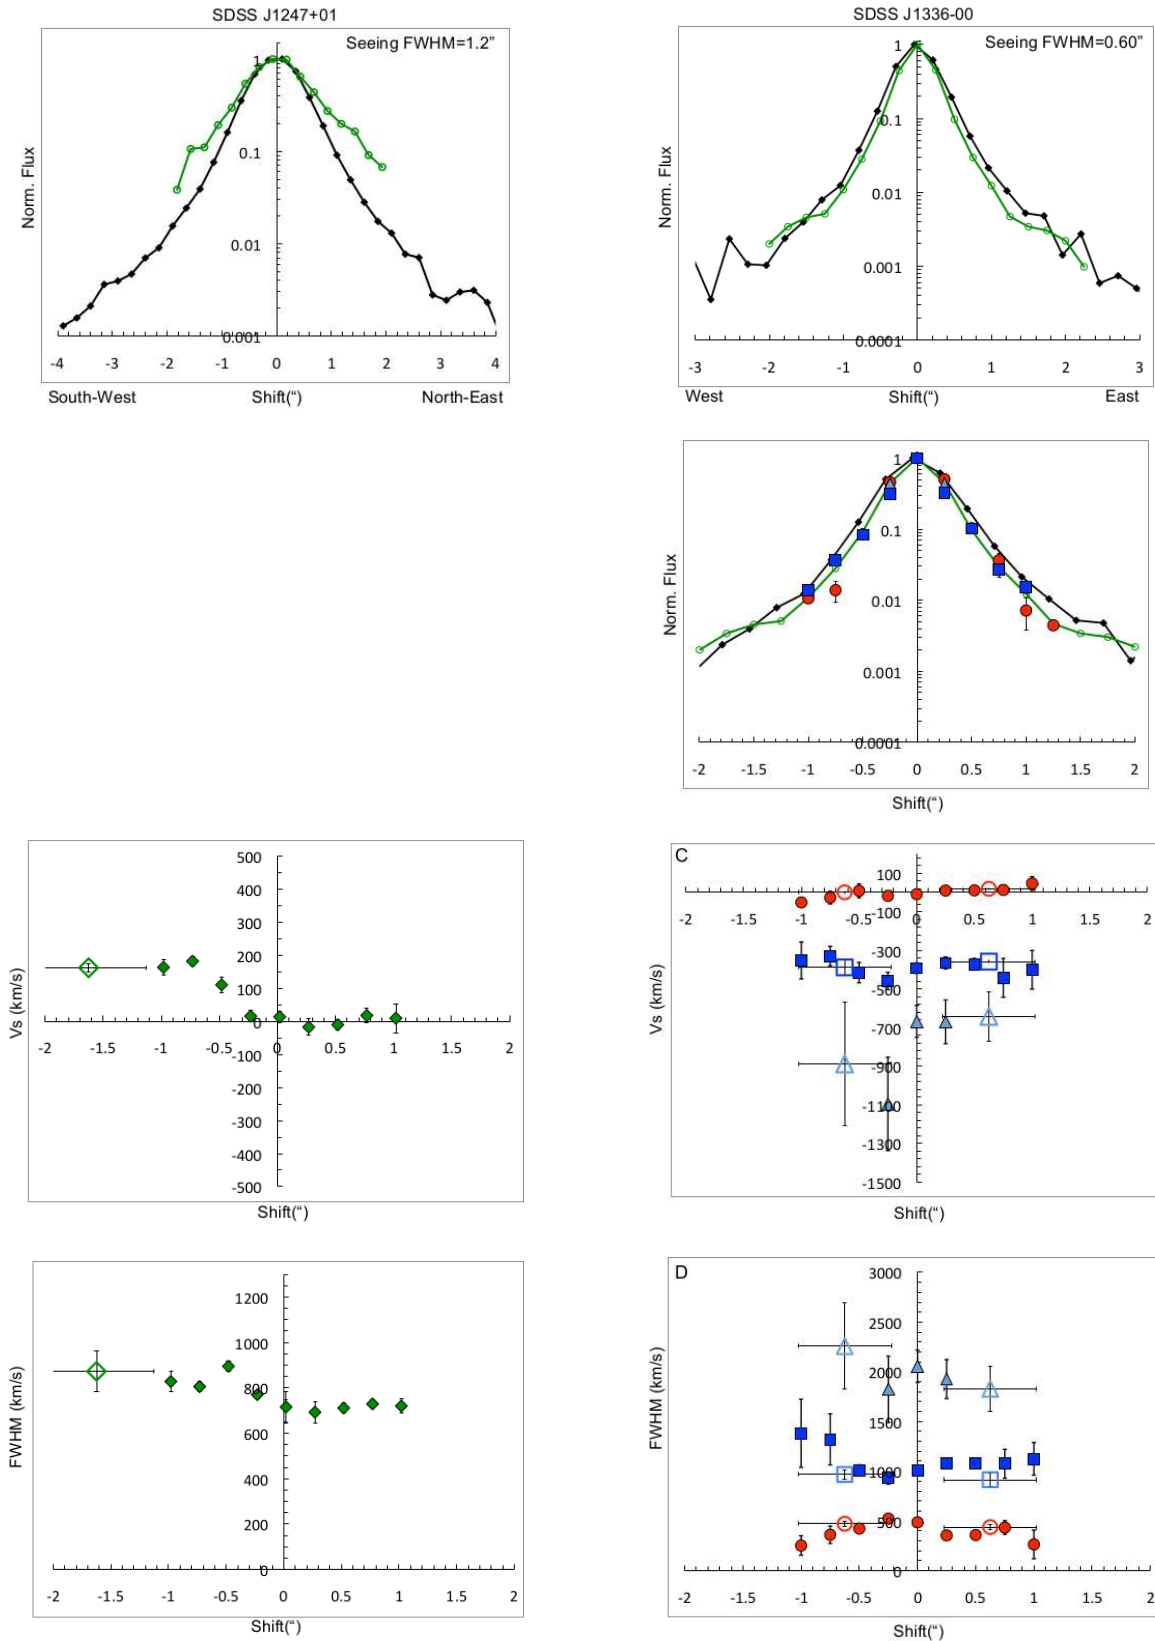 SDSS J1247+01
Seeing FWHM=1.2”
1
0.1
0.01
0.001
Norm. Flux
-4 -3 -2 -1 0 1 2 3 4
South-West Shift(“) North-East
SDSS J1336-00
Seeing FWHM=0.60”
1
0.1
0.01
0.001
0.0001
Norm. Flux
-3 -2 -1 0 1 2 3
West Shift(“) East
1
0.1
0.01
0.001
0.0001
Norm. Flux
-2 -1.5 -1 -0.5 0 0.5 1 1.5 2
Shift(“)
500
400
300
200
100
0
-100
-200
-300
-400
-500
Vs (km/s)
-2 -1.5 -1 -0.5 0 0.5 1 1.5 2
Shift(“)
C
100
-100
-300
-500
-700
-900
-1100
-1300
-1500
Vs (km/s)
-2 -1.5 -1 -0.5 0 0.5 1 1.5 2
Shift(“)
1200
1000
800
600
400
200
0
FWHM (km/s)
-2 -1.5 -1 -0.5 0 0.5 1 1.5 2
Shift(“)
D
3000
2500
2000
1500
1000
500
0
FWHM (km/s)
-2 -1.5 -1 -0.5 0 0.5 1 1.5 2
Shift(“)